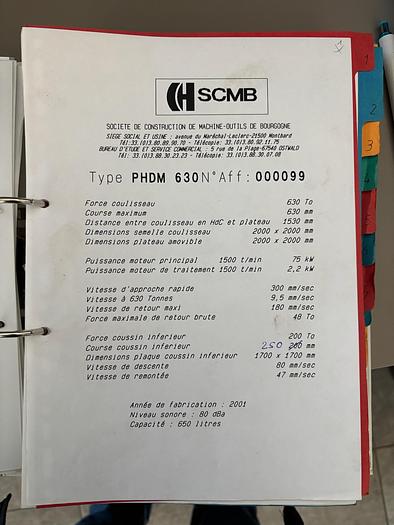 SCMB
SOCIETE DE CONSTRUCTION DE MACHINE-OUTILS DE BOURGOGNE
SIEGE SOCIAL ET USINE : avenue du Maréchal-Leclerc-21500 Montbard
Tél:33.(0)3.80.89.90.70 - Télécopie: 33.(0)3.80.92.11.75
BUREAU D'ETUDE ET SERVICE COMMERCIAL : 5 rue de la Plage-67540 OSTWALD
Tél: 33.(0)3.88.30.23.23 - Télécopie: 33.(0)3.88.30.07.08
Type PHDM 630 N°Aff: 000099
Force coulisseau 630 To
Course maximum 630 mm
Distance entre coulisseau en HdC et plateau 1530 mm
Dimensions semelle coulisseau 2000 x 2000 mm
Dimensions plateau amovible 2000 x 2000 mm
Puissance moteur principal 1500 t/min 75 kW
Puissance moteur de traitement 1500 t/min 2,2 kW
Vitesse d'approche rapide 300 mm/sec
Vitesse à 630 Tonnes 9,5 mm/sec
Vitesse de retour maxi 180 mm/sec
Force maximale de retour brute 48 To
Force coussin inférieur 200 To
Course coussin inférieur 250 200 mm
Dimensions plaque coussin inférieur 1700 x 1700 mm
Vitesse de descente 80 mm/sec
Vitesse de remontée 47 mm/sec
Année de fabrication : 2001
Niveau sonore : 80 dBa
Capacité : 650 litres
1
2
3
4